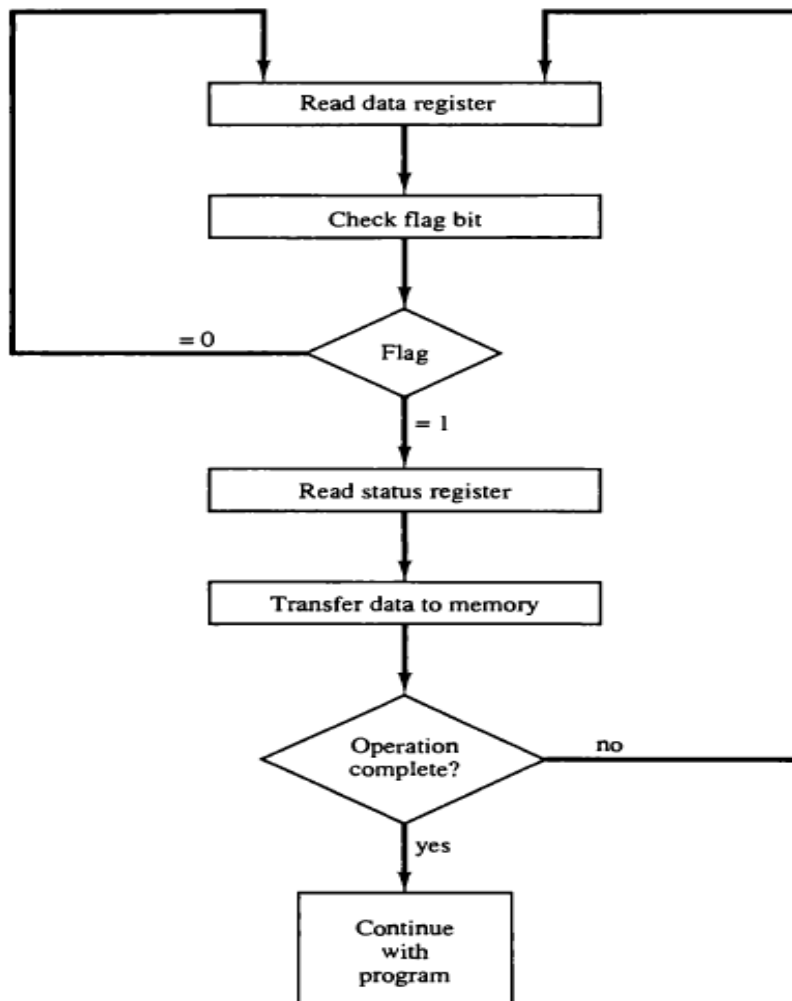 Read data register
Check flag bit
= 0
Flag
= 1
Read status register
Transfer data to memory
Operation
complete?
no
yes
Continue
with
program